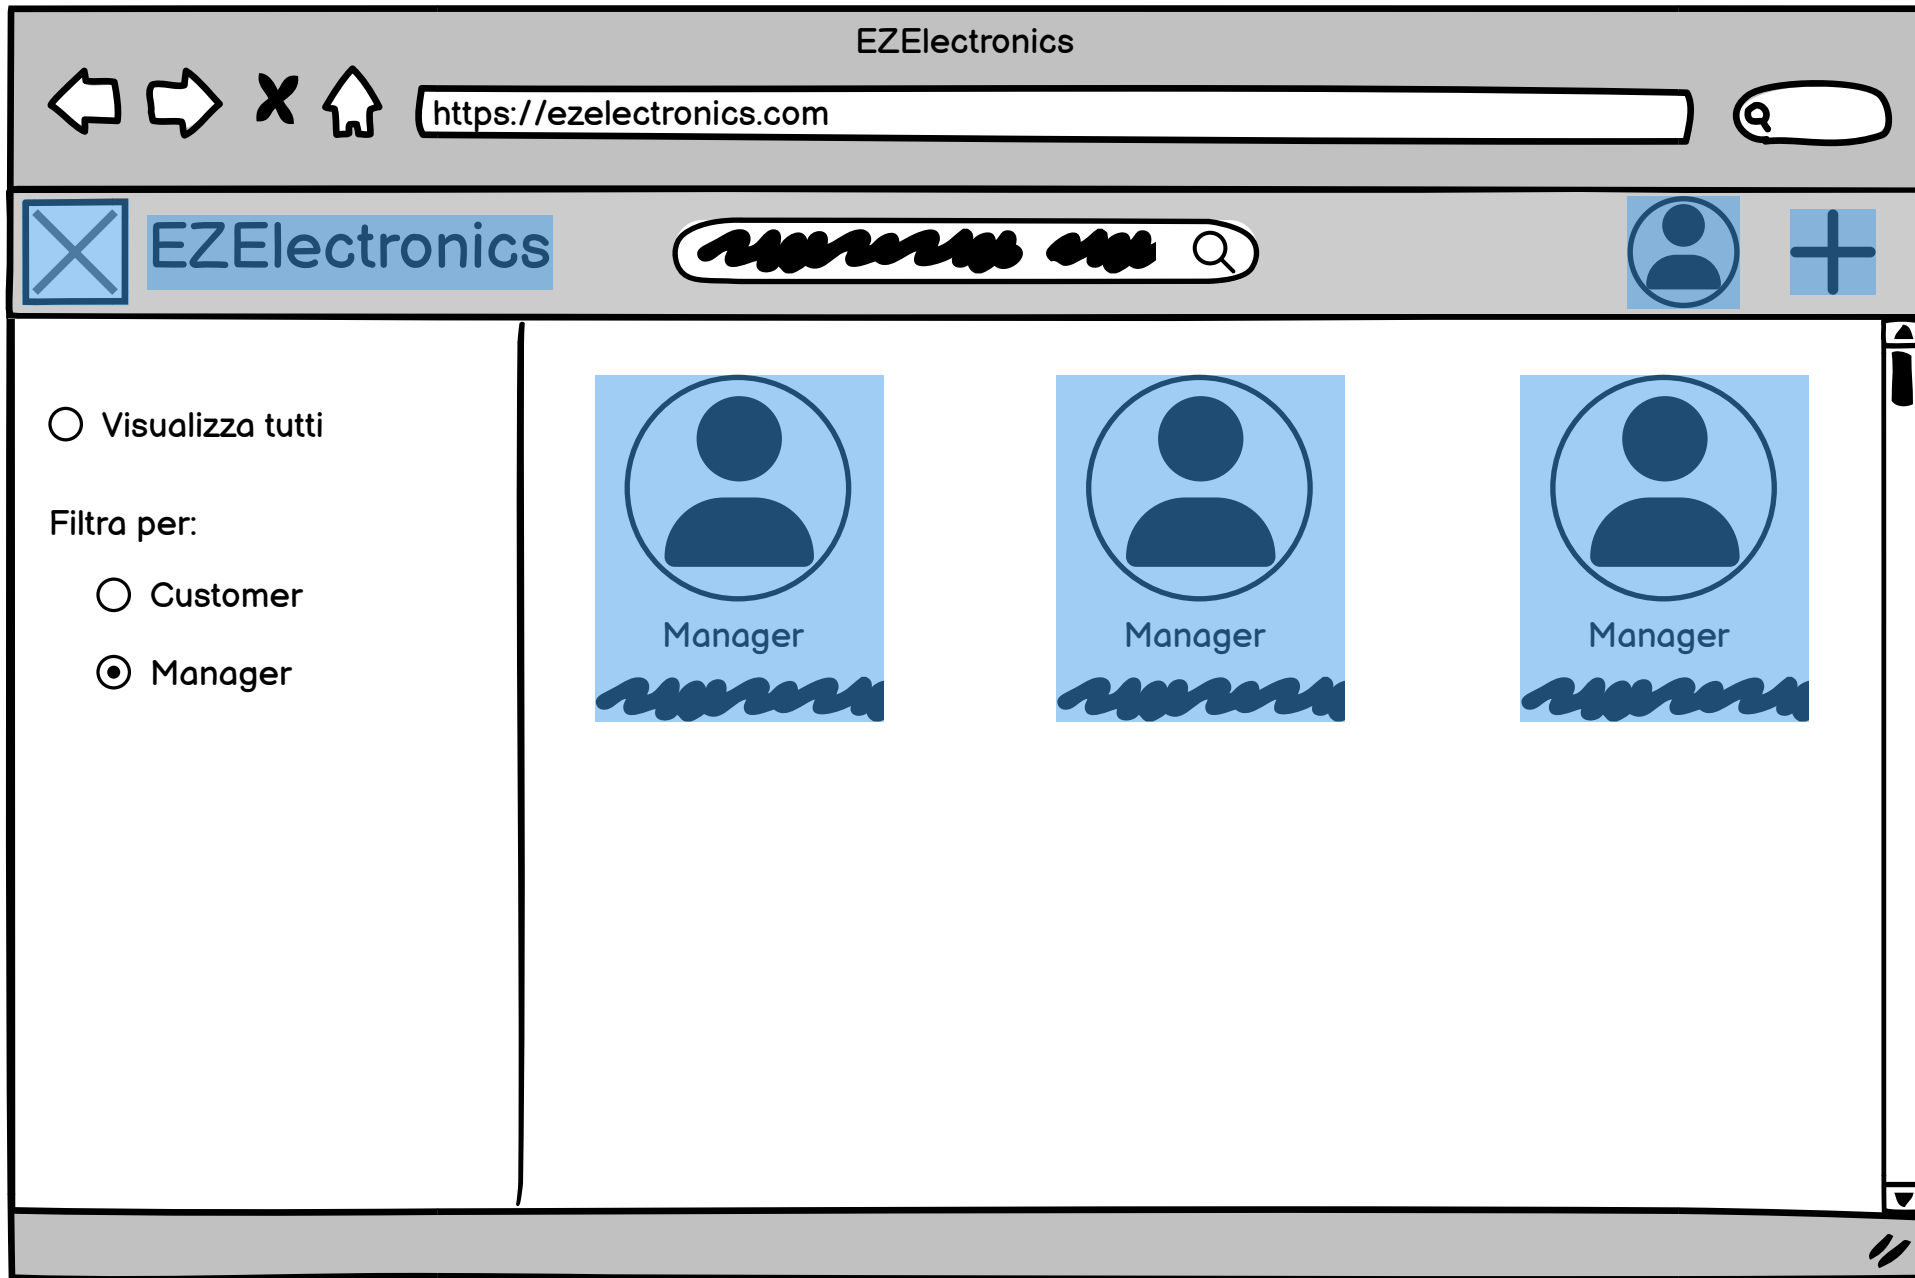 EZElectronics
https://ezelectronics.com
EZElectronics
Visualizza tutti
Filtra per:
Customer
Manager
Manager
Manager
Manager